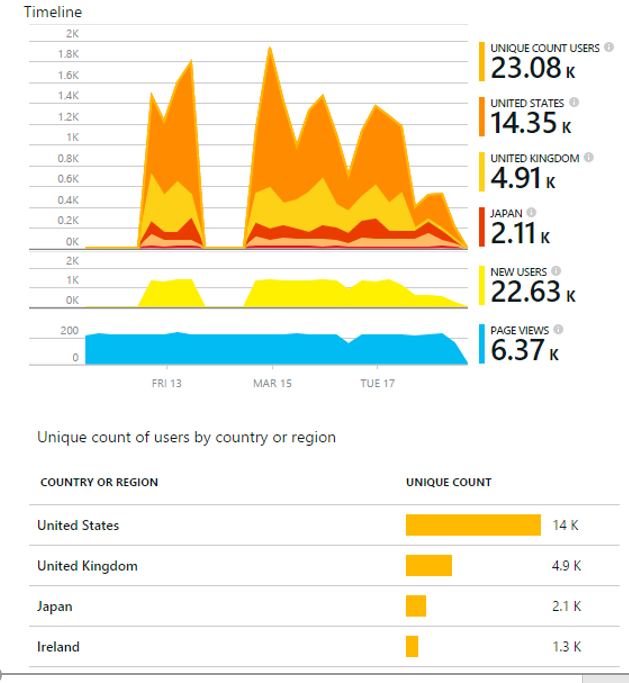 Timeline
2K
1.8K
1.6K
1.4K
1.2K
1K
0.8K
0.6K
0.4K
0.2K
0K
2K
1K
0K
200
0
FRI 13 MAR 15 TUE 17
UNIQUE COUNT USERS
23.08 K
UNITED STATES
14.35 K
UNITED KINGDOM
4.91 K
JAPAN
2.11 K
NEW USERS
22.63 K
PAGE VIEWS
6.37 K
Unique count of users by country or region
COUNTRY OR REGION UNIQUE COUNT
United States 14 K
United Kingdom 4.9 K
Japan 2.1 K
Ireland 1.3 K